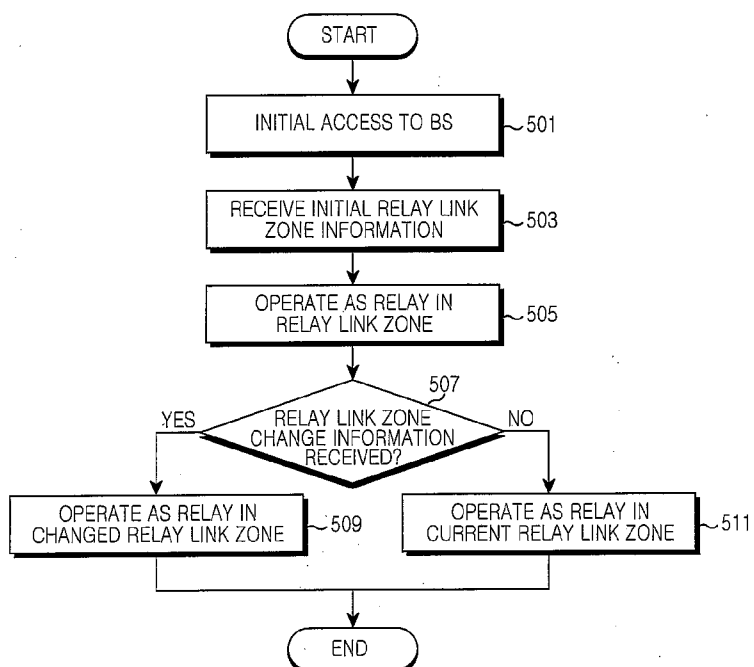 START
INITIAL ACCESS TO BS
501
RECEIVE INITIAL RELAY LINK
ZONE INFORMATION
503
OPERATE AS RELAY IN
RELAY LINK ZONE
505
507
YES
RELAY LINK ZONE
CHANGE INFORMATION
RECEIVED?
NO
OPERATE AS RELAY IN
CHANGED RELAY LINK ZONE
509
OPERATE AS RELAY IN
CURRENT RELAY LINK ZONE
511
END